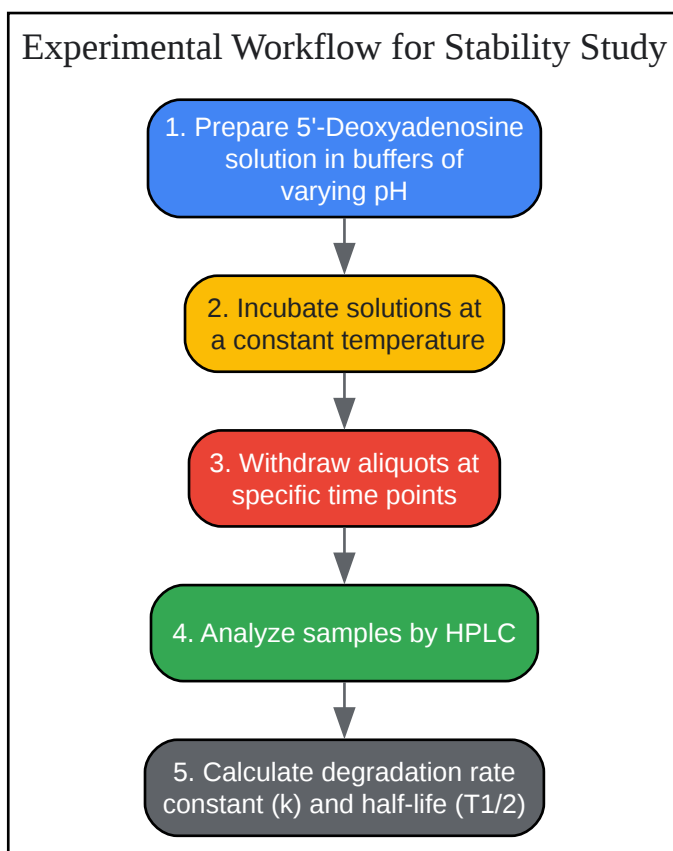 Experimental Workflow for Stability Study
1. Prepare 5'-Deoxyadenosine
solution in buffers of
varying pH
2. Incubate solutions at
a constant temperature
3. Withdraw aliquots at
specific time points
4. Analyze samples by HPLC
5. Calculate degradation rate
constant (k) and half-life (T1/2)